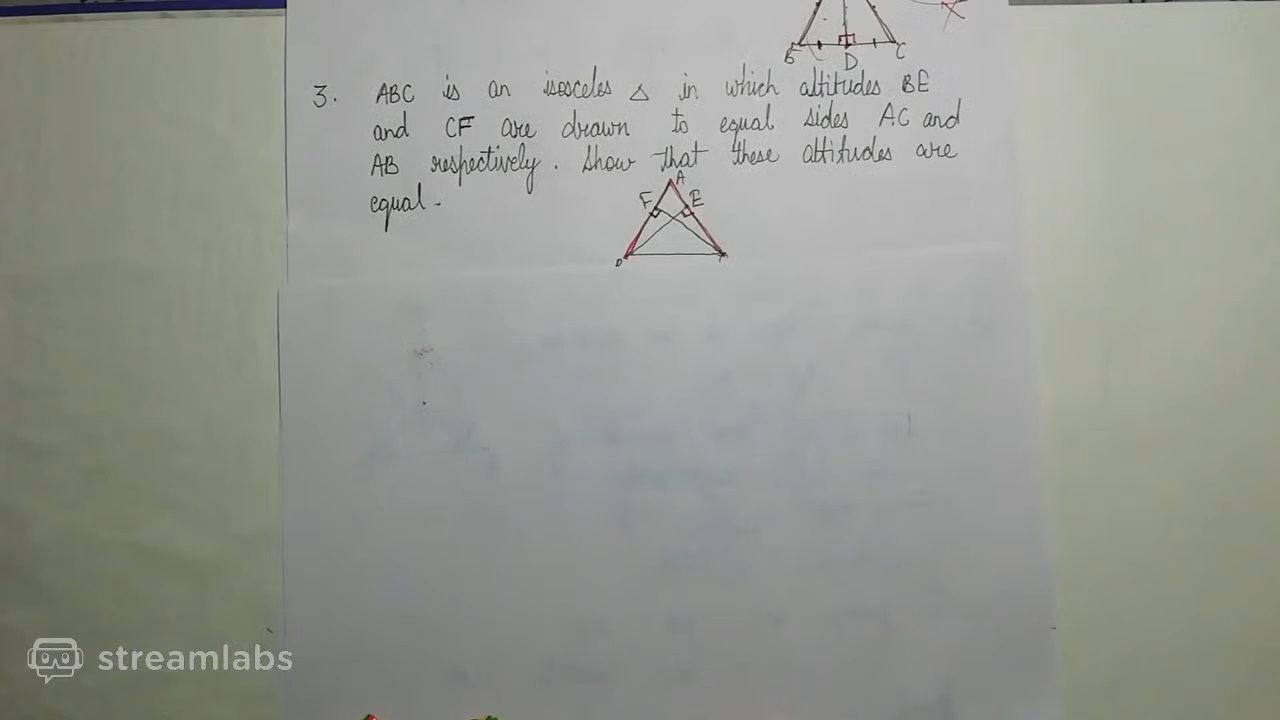 B D C
3. ABC is an isosceles △ in which altitudes BE
and CF are drawn to equal sides AC and
AB respectively. Show that these altitudes are
equal.
A
F E
streamlabs